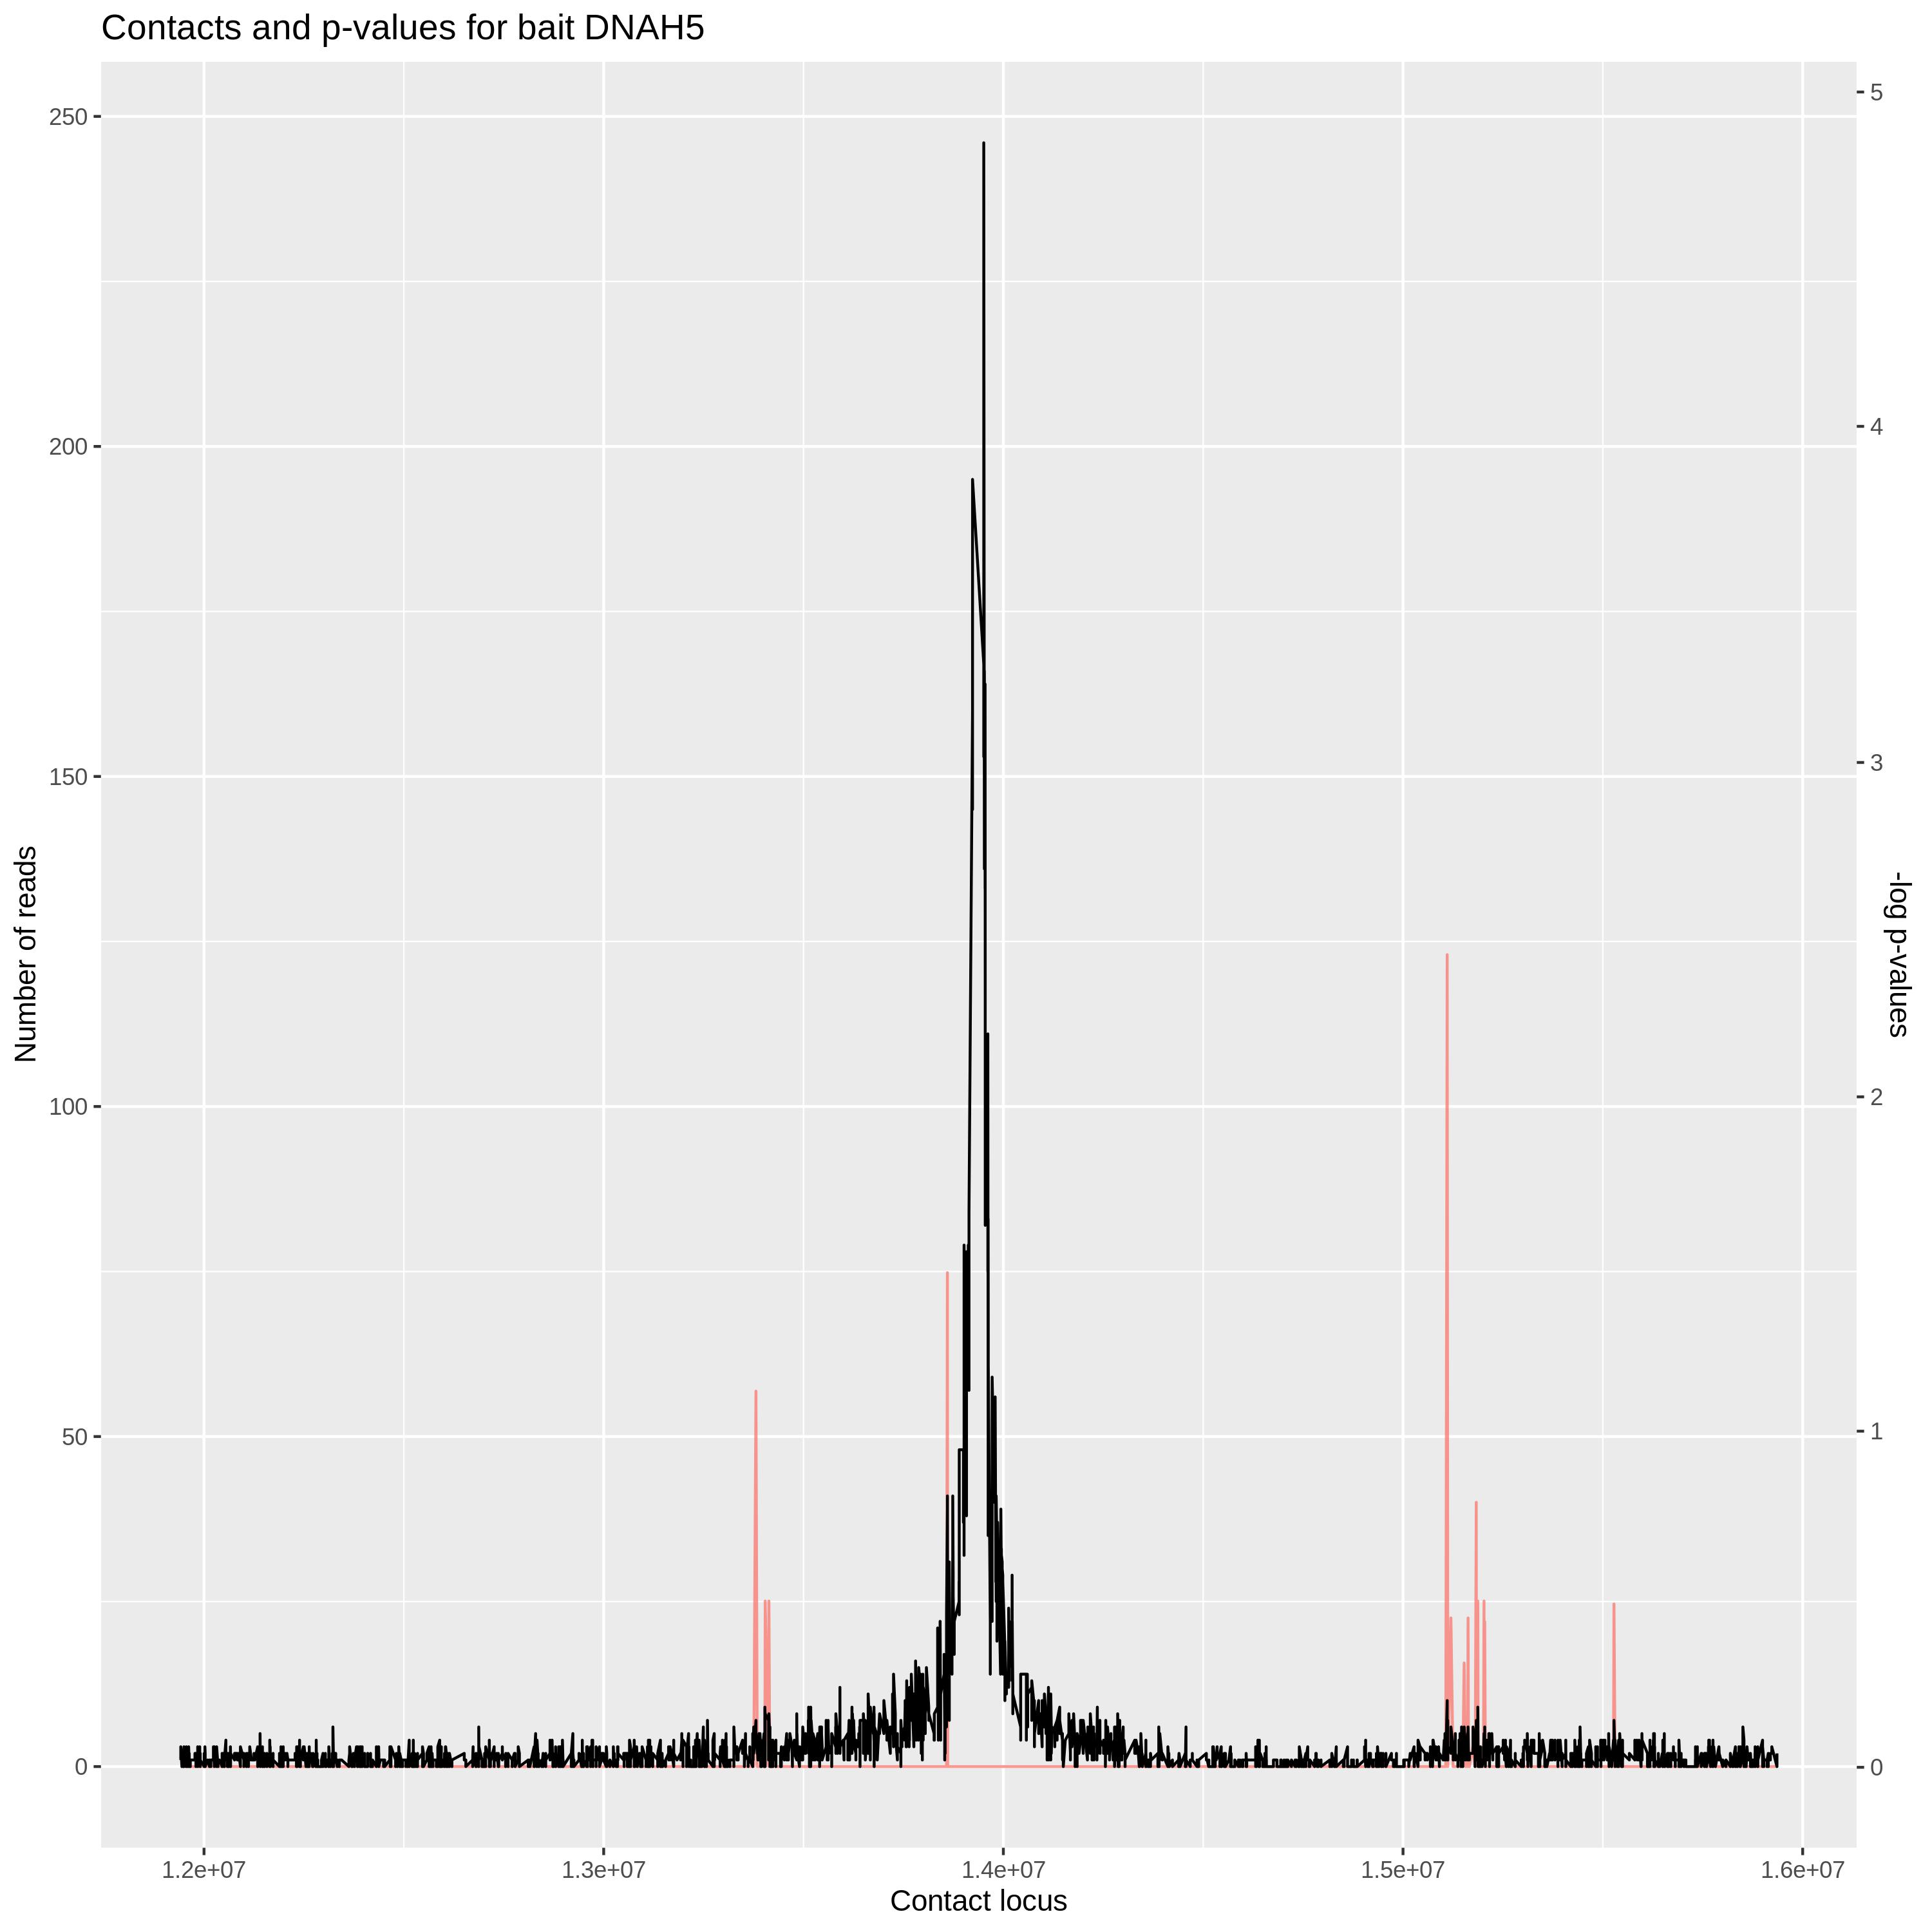 Contacts and p-values for bait DNAH5
250
200
150
100
50
0
Number of reads
5
4
3
2
1
0
-log p-values
1.2e+07
1.3e+07
1.4e+07
1.5e+07
1.6e+07
Contact locus